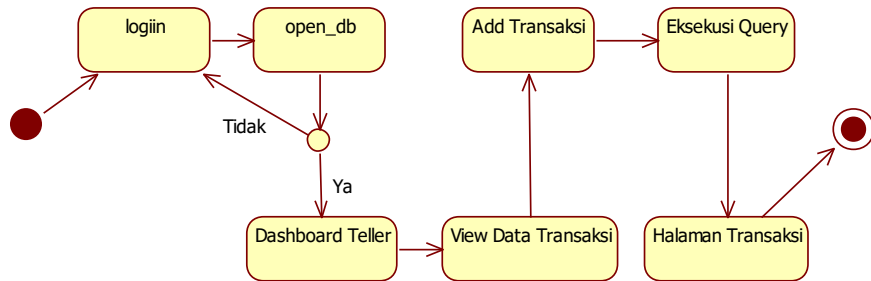 logiin
open_db
Add Transaksi
Eksekusi Query
Tidak
Ya
Dashboard Teller
View Data Transaksi
Halaman Transaksi